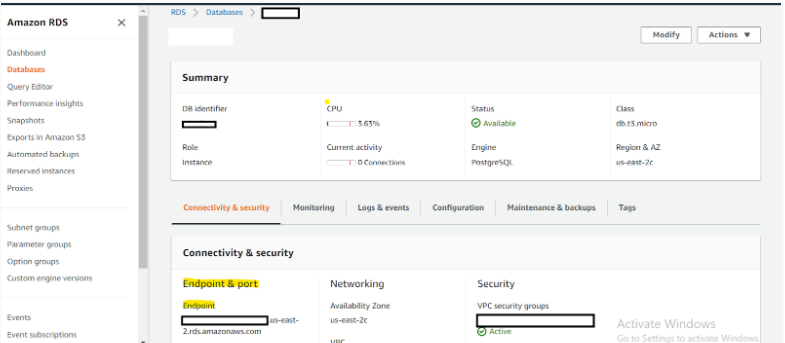 Amazon RDS
Dashboard
Databases
Query Editor
Performance insights
Snapshots
Exports in Amazon S3
Automated backups
Reserved instances
Proxies
Subnet groups
Parameter groups
Option groups
Custom engine versions
Events
Event subscriptions
RDS > Databases >
Modify Actions ▼
Summary
DB identifier CPU Status Class
3.63% Available db.t3.micro
Role Current activity Engine Region & AZ
Instance 0 Connections PostgreSQL us-east-2c
Connectivity & security Monitoring Logs & events Configuration Maintenance & backups Tags
Connectivity & security
Endpoint & port Networking Security
Endpoint Availability Zone VPC security groups
us-east- us-east-2c
2.rds.amazonaws.com Active
VPC
Activate Windows
Go to Settings to activate Windows.